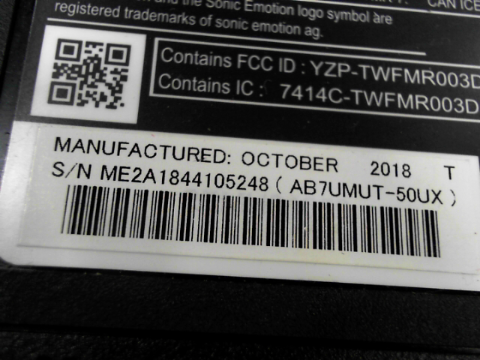 and the Sonic Emotion logo symbol are
registered trademarks of sonic emotion ag.
CAN ICE
Contains FCC ID : YZP-TWFMR003D
Contains IC : 7414C-TWFMR003D
MANUFACTURED: OCTOBER 2018 T
S/N ME2A1844105248 ( AB7UMUT-50UX )